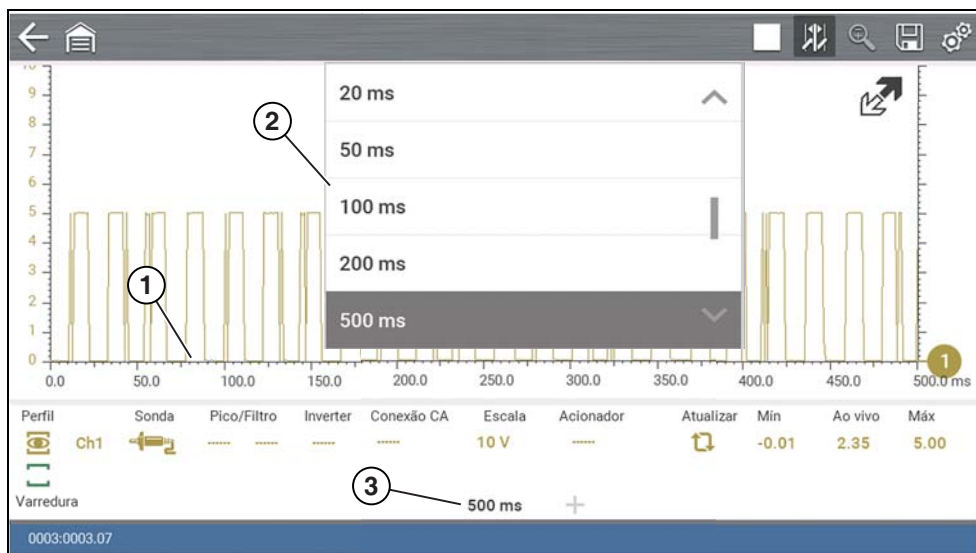 10
9
8
7
6
5
4
3
2
1
0
20 ms
50 ms
100 ms
200 ms
500 ms
2
1
1
0.0 50.0 100.0 150.0 200.0 250.0 300.0 350.0 400.0 450.0 500.0 ms
Perfil Sonda Pico/Filtro Inverter Conexão CA Escala Acionador Atualizar Mín Ao vivo Máx
Ch1 ------ ------ ------ ------ 10 V ------ -0.01 2.35 5.00
Varredura
3
500 ms +
0003:0003.07